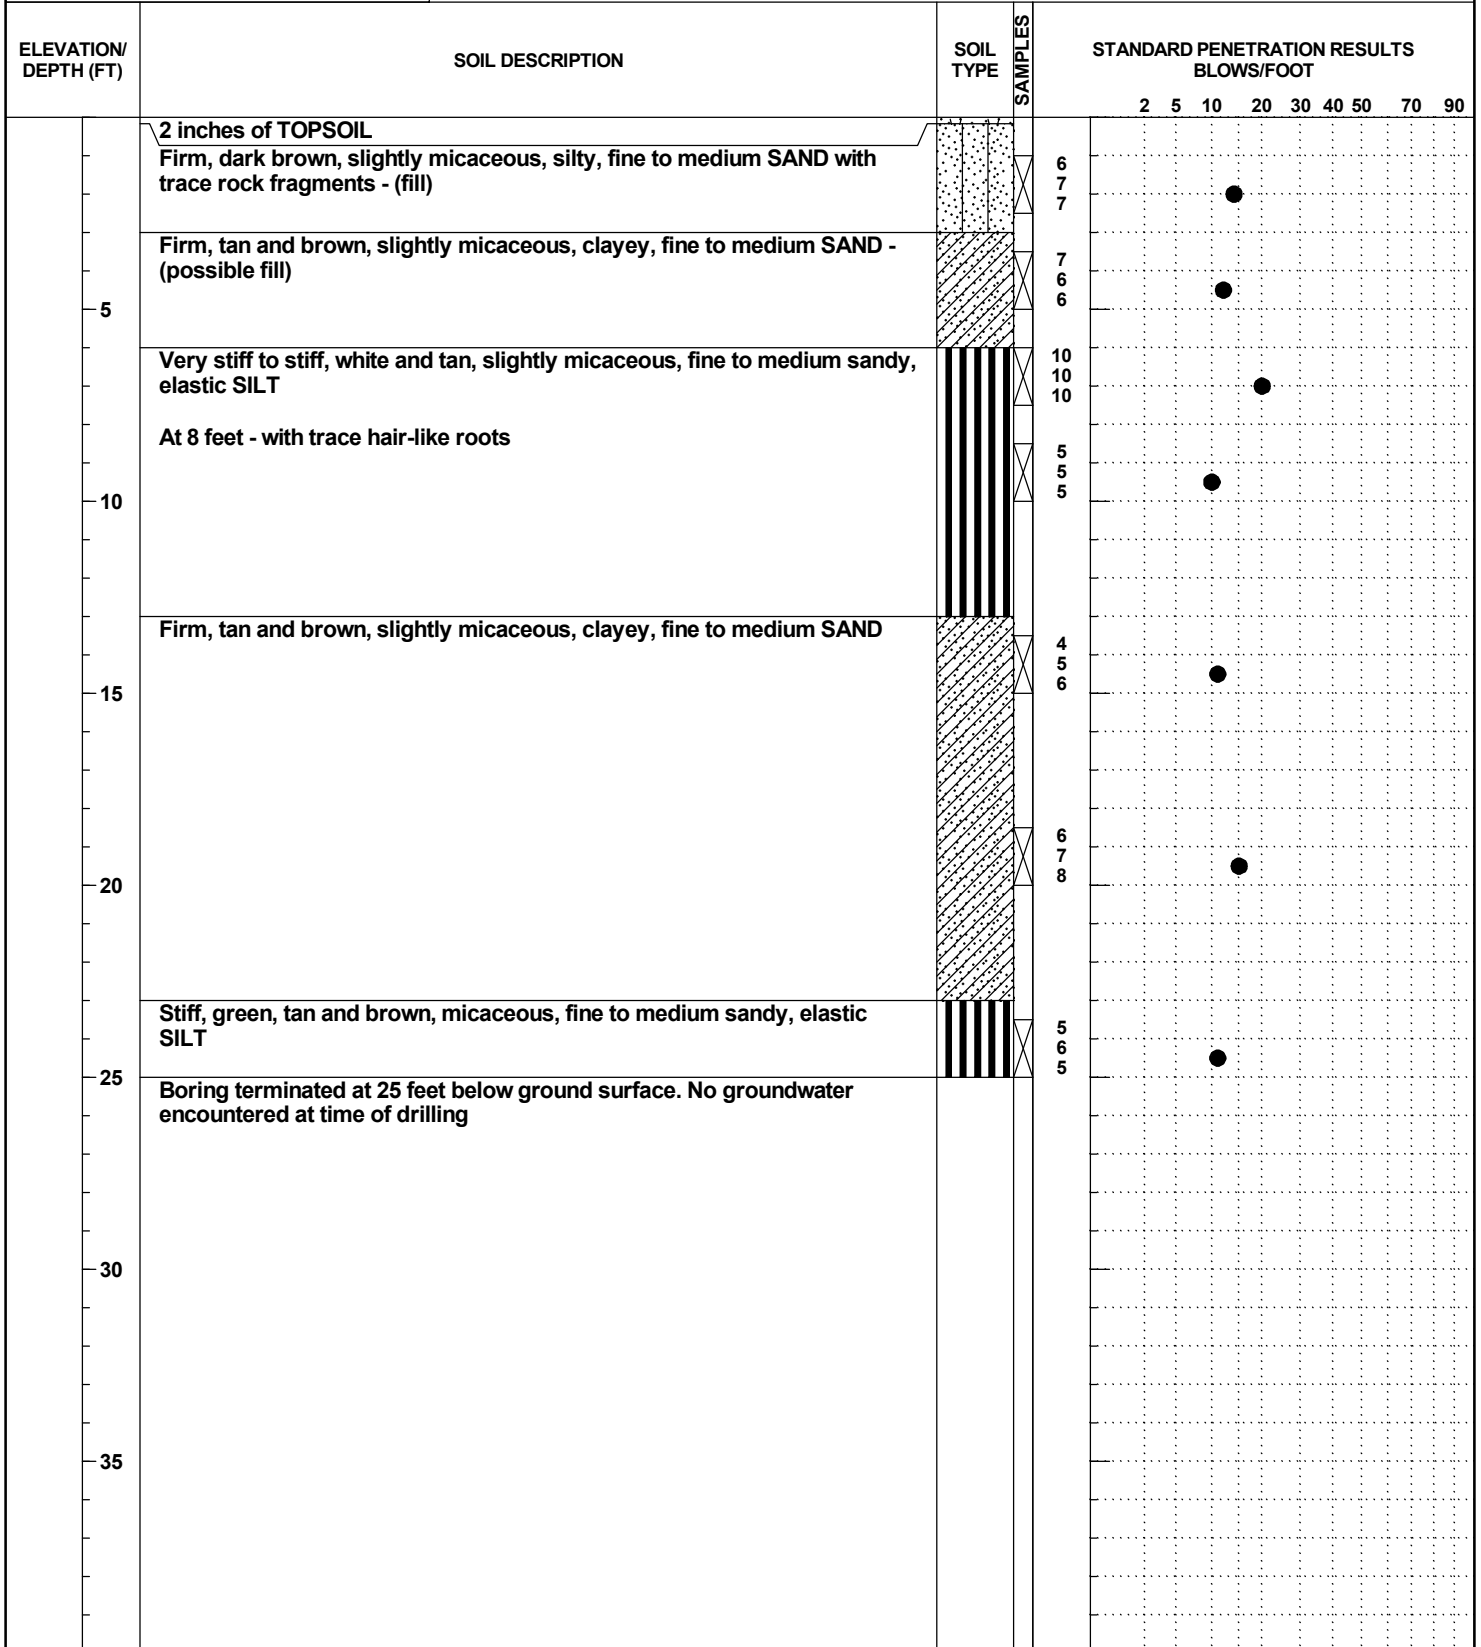 ELEVATION/
DEPTH (FT)
SOIL DESCRIPTION
SOIL
TYPE
SAMPLES
STANDARD PENETRATION RESULTS
BLOWS/FOOT
2 5 10 20 30 40 50 70 90
2 inches of TOPSOIL
Firm, dark brown, slightly micaceous, silty, fine to medium SAND with
trace rock fragments - (fill)
6
7
7
Firm, tan and brown, slightly micaceous, clayey, fine to medium SAND -
(possible fill)
7
6
6
5
Very stiff to stiff, white and tan, slightly micaceous, fine to medium sandy,
elastic SILT
10
10
10
At 8 feet - with trace hair-like roots
5
5
5
10
Firm, tan and brown, slightly micaceous, clayey, fine to medium SAND
4
5
6
15
6
7
8
20
Stiff, green, tan and brown, micaceous, fine to medium sandy, elastic
SILT
5
6
5
25
Boring terminated at 25 feet below ground surface. No groundwater
encountered at time of drilling
30
35